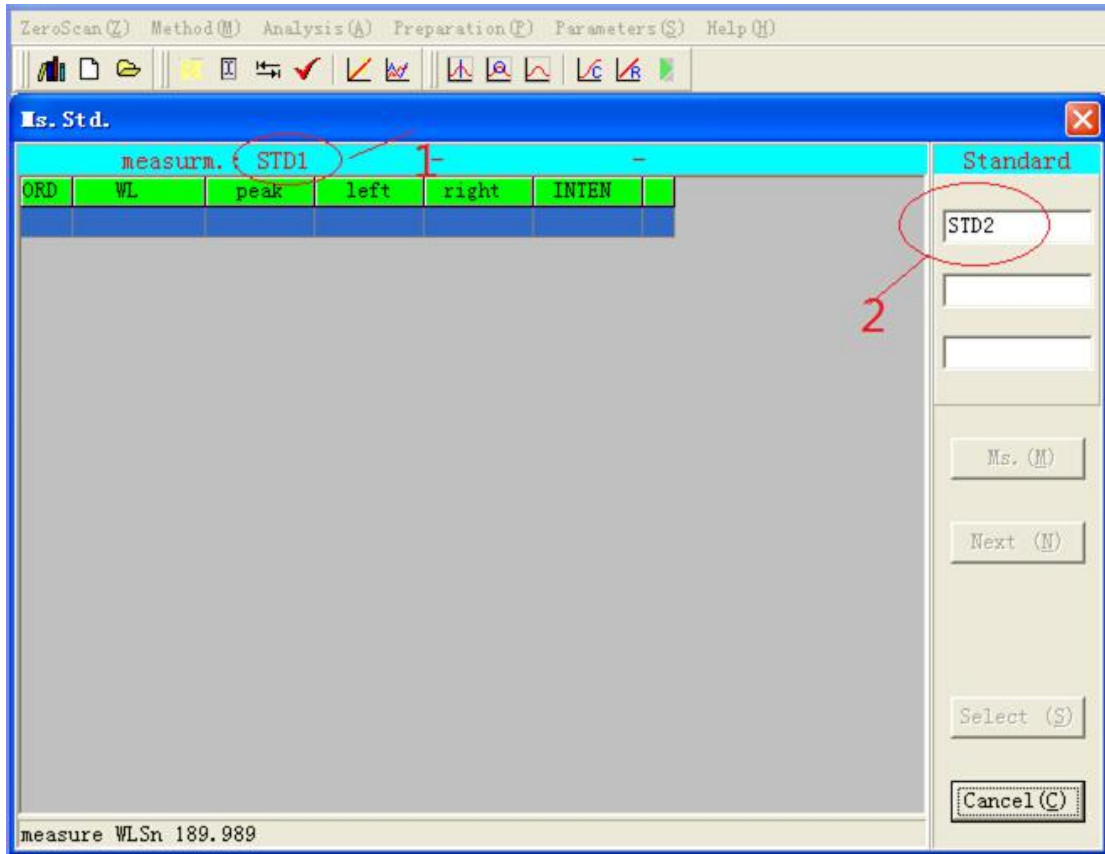 ZeroScan(Z) Method(M) Analysis(A) Preparation(P) Parameters(S) Help(H)
Ms. Std.
measurm. : STD1 - -
1
ORD WL peak left right INTEN
Standard
STD2
2
Ms. (M)
Next (N)
Select (S)
Cancel(C)
measure WLSn 189.989